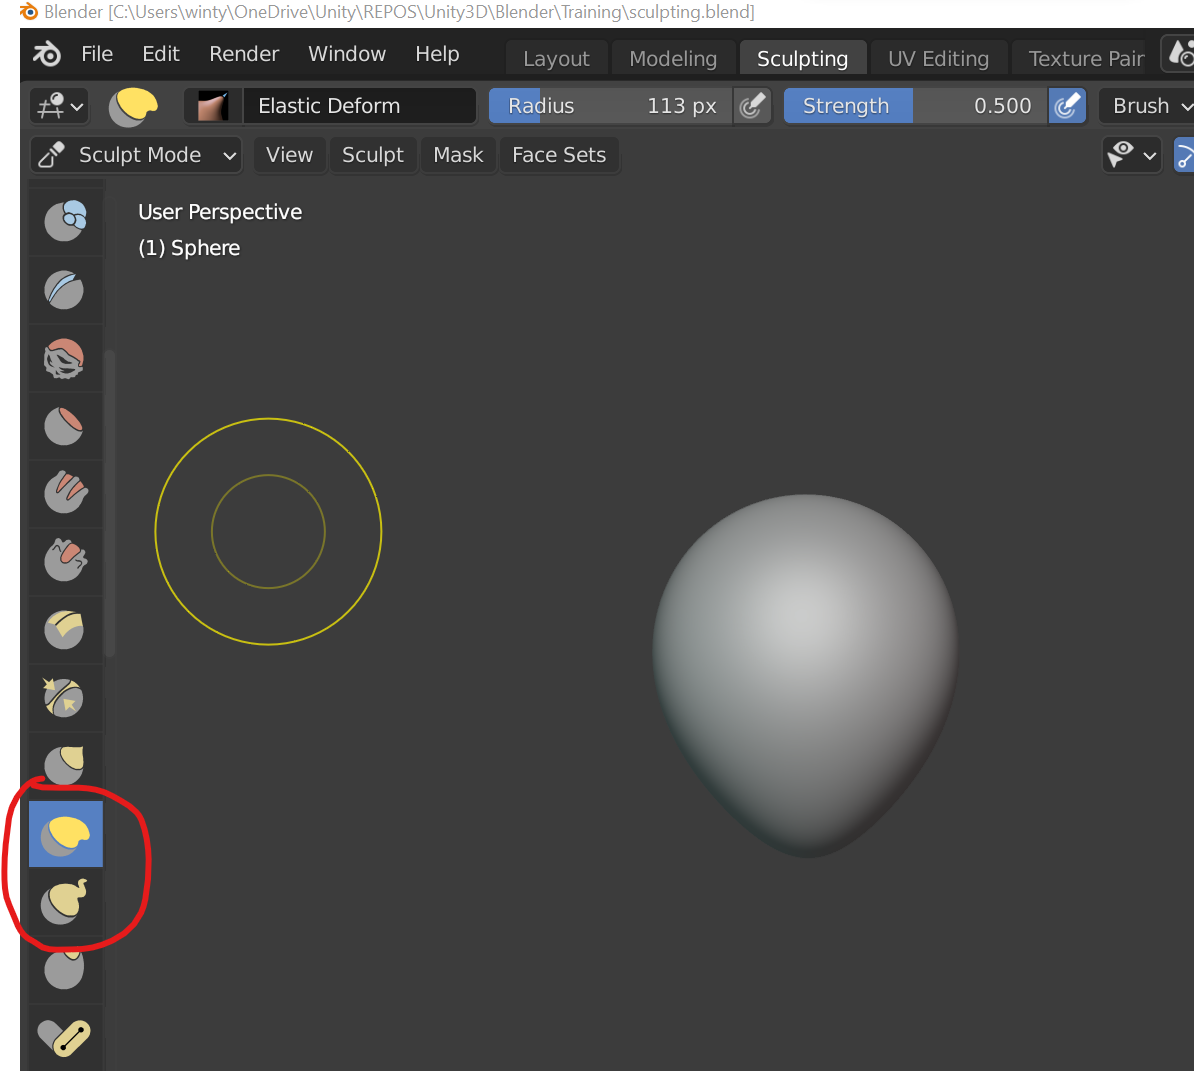 Blender [C:\Users\winty\OneDrive\Unity\REPOS\Unity3D\Blender\Training\sculpting.blend]
File Edit Render Window Help Layout Modeling Sculpting UV Editing Texture Pair
Elastic Deform Radius 113 px Strength 0.500 Brush
Sculpt Mode View Sculpt Mask Face Sets
User Perspective
(1) Sphere